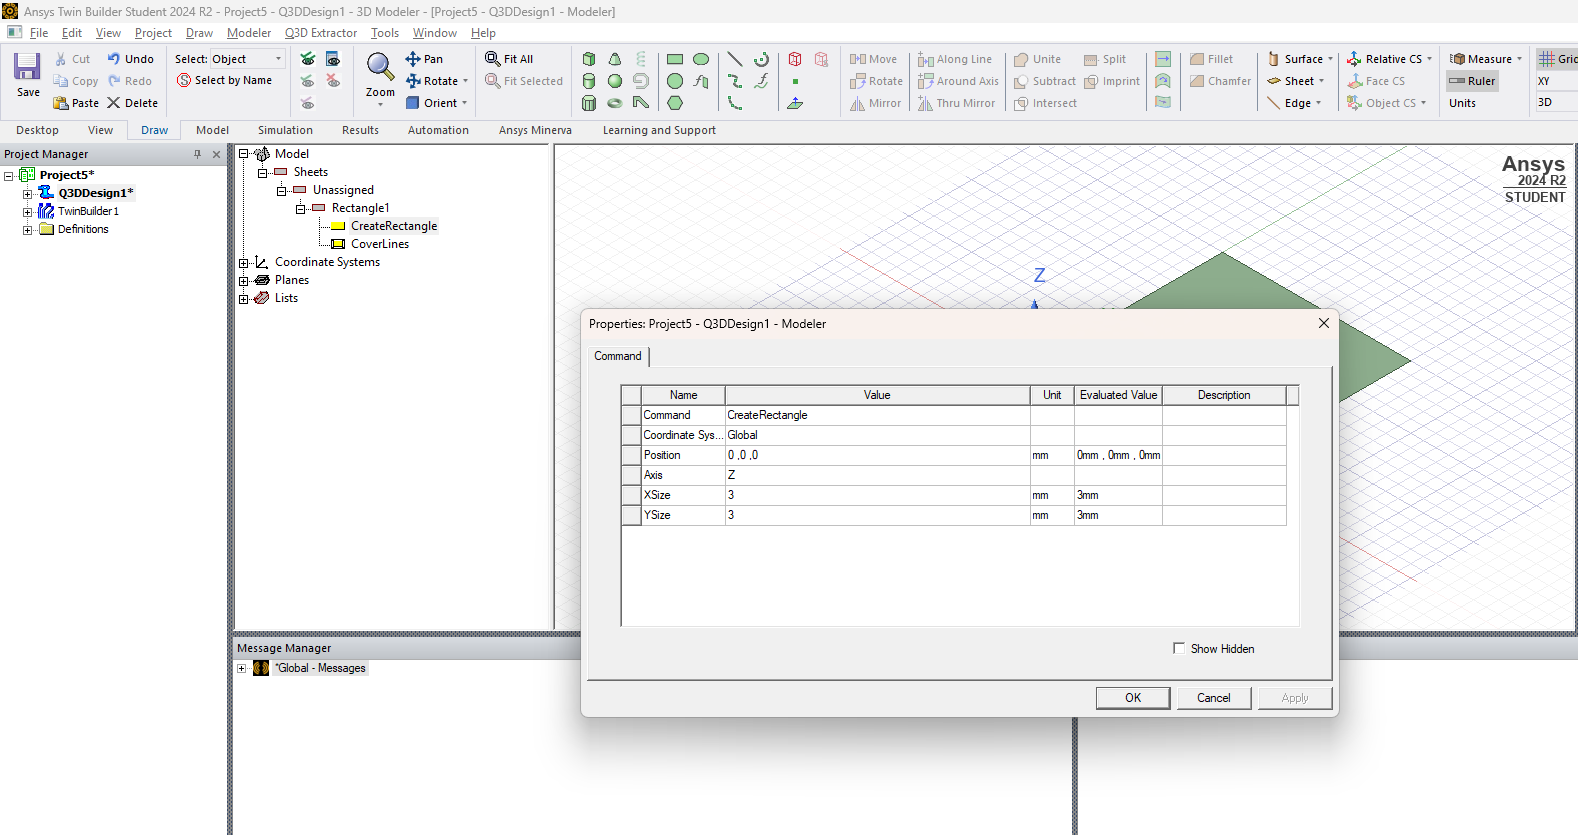 Ansys Twin Builder Student 2024 R2 - Project5 - Q3DDesign1 - 3D Modeler - [Project5 - Q3DDesign1 - Modeler]
File Edit View Project Draw Modeler Q3D Extractor Tools Window Help
Save
Cut
Copy
Paste
Undo
Redo
Delete
Select: Object
Select by Name
Zoom
Pan
Rotate
Orient
Fit All
Fit Selected
Move
Rotate
Mirror
Along Line
Around Axis
Thru Mirror
Unite
Subtract
Intersect
Split
Imprint
Fillet
Chamfer
Surface
Sheet
Edge
Relative CS
Face CS
Object CS
Measure
Ruler
Units
Gric
XY
3D
Desktop View Draw Model Simulation Results Automation Ansys Minerva Learning and Support
Project Manager
Project5*
Q3DDesign1*
TwinBuilder1
Definitions
Model
Sheets
Unassigned
Rectangle1
CreateRectangle
CoverLines
Coordinate Systems
Planes
Lists
Ansys
2024 R2
STUDENT
Z
Properties: Project5 - Q3DDesign1 - Modeler
Command
Name Value Unit Evaluated Value Description
Command CreateRectangle
Coordinate Sys... Global
Position 0 ,0 ,0 mm 0mm , 0mm , 0mm
Axis Z
XSize 3 mm 3mm
YSize 3 mm 3mm
Show Hidden
OK Cancel Apply
Message Manager
*Global - Messages